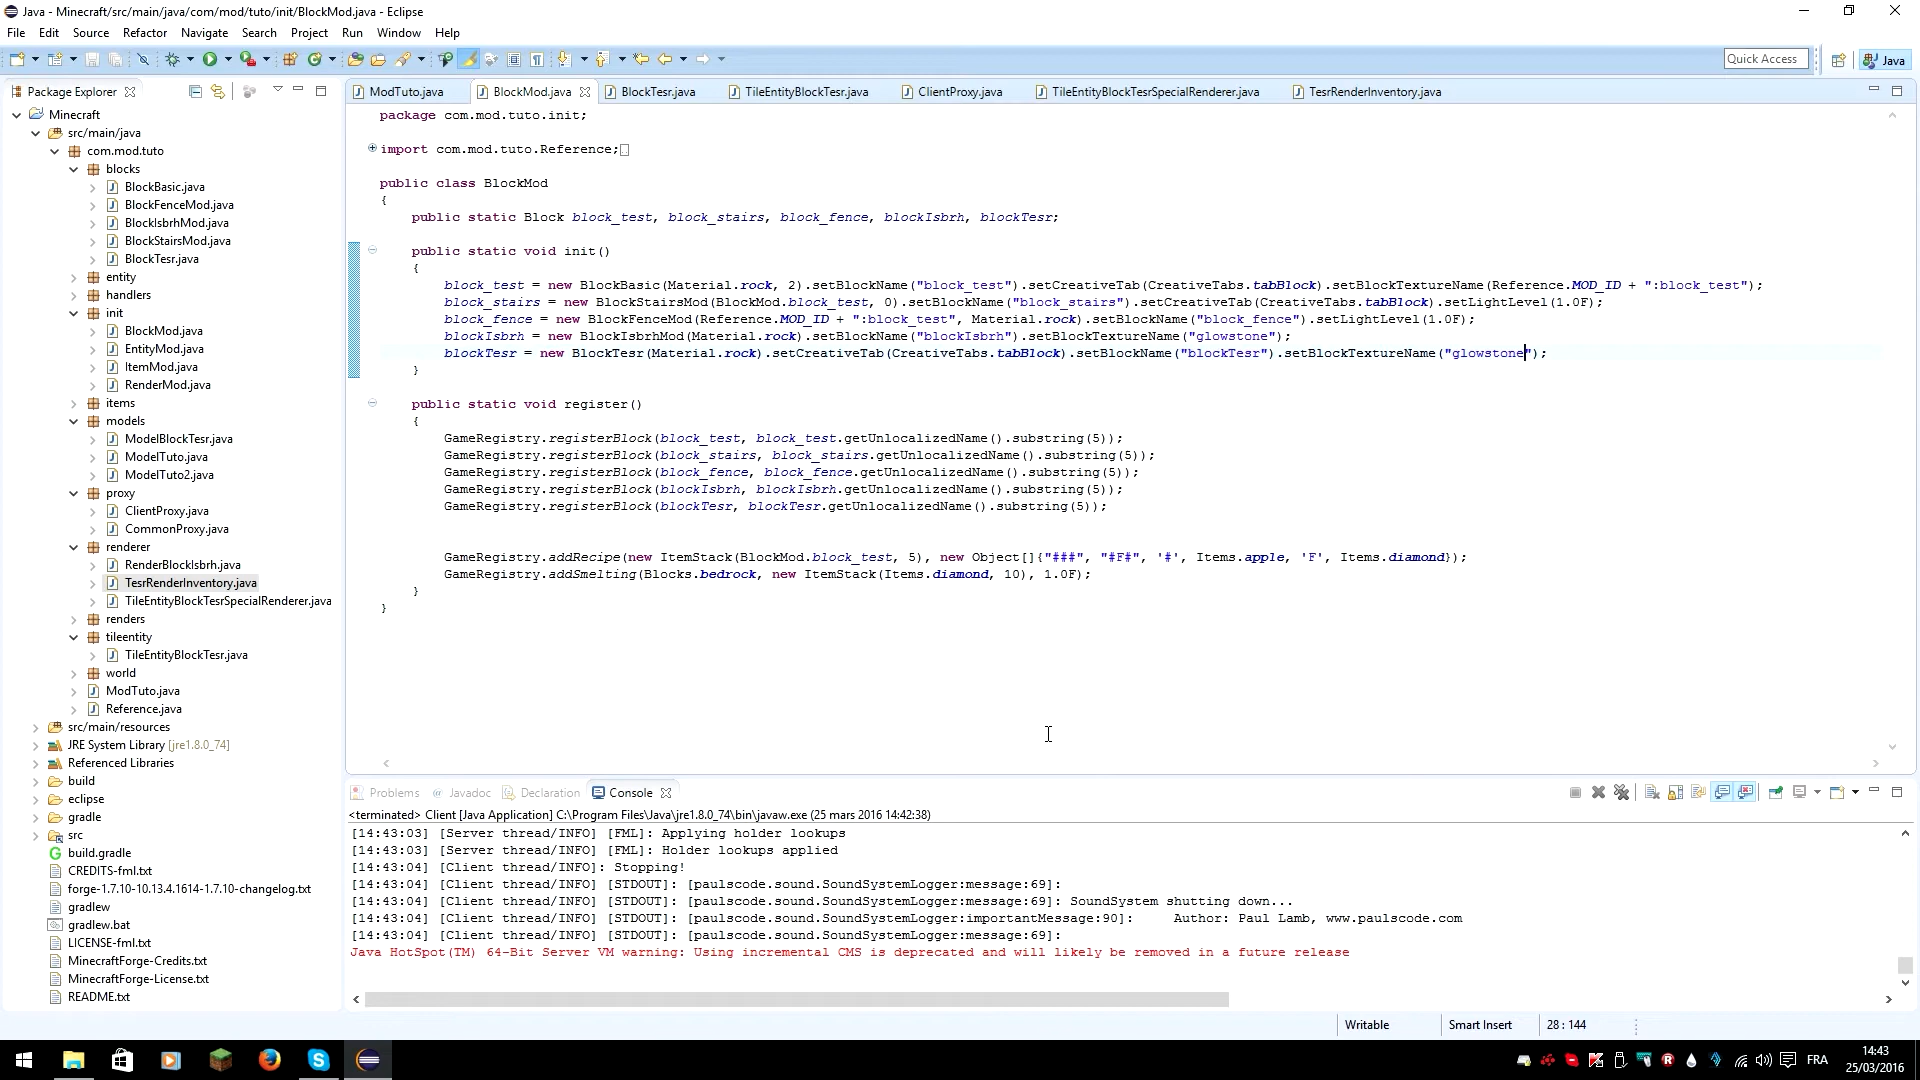 Java - Minecraft/src/main/java/com/mod/tuto/init/BlockMod.java - Eclipse
File Edit Source Refactor Navigate Search Project Run Window Help
Quick Access
Java
Package Explorer
Minecraft
src/main/java
com.mod.tuto
blocks
BlockBasic.java
BlockFenceMod.java
BlockIsbrhMod.java
BlockStairsMod.java
BlockTesr.java
entity
handlers
init
BlockMod.java
EntityMod.java
ItemMod.java
RenderMod.java
items
models
ModelBlockTesr.java
ModelTuto.java
ModelTuto2.java
proxy
ClientProxy.java
CommonProxy.java
renderer
RenderBlockIsbrh.java
TesrRenderInventory.java
TileEntityBlockTesrSpecialRenderer.java
renders
tileentity
TileEntityBlockTesr.java
world
ModTuto.java
Reference.java
src/main/resources
JRE System Library [jre1.8.0_74]
Referenced Libraries
build
eclipse
gradle
src
build.gradle
CREDITS-fml.txt
forge-1.7.10-10.13.4.1614-1.7.10-changelog.txt
gradlew
gradlew.bat
LICENSE-fml.txt
MinecraftForge-Credits.txt
MinecraftForge-License.txt
README.txt
ModTuto.java BlockMod.java BlockTesr.java TileEntityBlockTesr.java ClientProxy.java TileEntityBlockTesrSpecialRenderer.java TesrRenderInventory.java
package com.mod.tuto.init;
import com.mod.tuto.Reference;
public class BlockMod
{
public static Block block_test, block_stairs, block_fence, blockIsbrh, blockTesr;
public static void init()
{
block_test = new BlockBasic(Material.rock, 2).setBlockName("block_test").setCreativeTab(CreativeTabs.tabBlock).setBlockTextureName(Reference.MOD_ID + ":block_test");
block_stairs = new BlockStairsMod(BlockMod.block_test, 0).setBlockName("block_stairs").setCreativeTab(CreativeTabs.tabBlock).setLightLevel(1.0F);
block_fence = new BlockFenceMod(Reference.MOD_ID + ":block_test", Material.rock).setBlockName("block_fence").setLightLevel(1.0F);
blockIsbrh = new BlockIsbrhMod(Material.rock).setBlockName("blockIsbrh").setBlockTextureName("glowstone");
blockTesr = new BlockTesr(Material.rock).setCreativeTab(CreativeTabs.tabBlock).setBlockName("blockTesr").setBlockTextureName("glowstone");
}
public static void register()
{
GameRegistry.registerBlock(block_test, block_test.getUnlocalizedName().substring(5));
GameRegistry.registerBlock(block_stairs, block_stairs.getUnlocalizedName().substring(5));
GameRegistry.registerBlock(block_fence, block_fence.getUnlocalizedName().substring(5));
GameRegistry.registerBlock(blockIsbrh, blockIsbrh.getUnlocalizedName().substring(5));
GameRegistry.registerBlock(blockTesr, blockTesr.getUnlocalizedName().substring(5));
GameRegistry.addRecipe(new ItemStack(BlockMod.block_test, 5), new Object[]{"###", "#F#", '#', Items.apple, 'F', Items.diamond});
GameRegistry.addSmelting(Blocks.bedrock, new ItemStack(Items.diamond, 10), 1.0F);
}
}
Problems Javadoc Declaration Console
<terminated> Client [Java Application] C:\Program Files\Java\jre1.8.0_74\bin\javaw.exe (25 mars 2016 14:42:38)
[14:43:03] [Server thread/INFO] [FML]: Applying holder lookups
[14:43:03] [Server thread/INFO] [FML]: Holder lookups applied
[14:43:04] [Client thread/INFO]: Stopping!
[14:43:04] [Client thread/INFO] [STDOUT]: [paulscode.sound.SoundSystemLogger:message:69]:
[14:43:04] [Client thread/INFO] [STDOUT]: [paulscode.sound.SoundSystemLogger:message:69]: SoundSystem shutting down...
[14:43:04] [Client thread/INFO] [STDOUT]: [paulscode.sound.SoundSystemLogger:importantMessage:90]: Author: Paul Lamb, www.paulscode.com
[14:43:04] [Client thread/INFO] [STDOUT]: [paulscode.sound.SoundSystemLogger:message:69]:
Java HotSpot(TM) 64-Bit Server VM warning: Using incremental CMS is deprecated and will likely be removed in a future release
Writable Smart Insert 28 : 144
FRA
14:43
25/03/2016